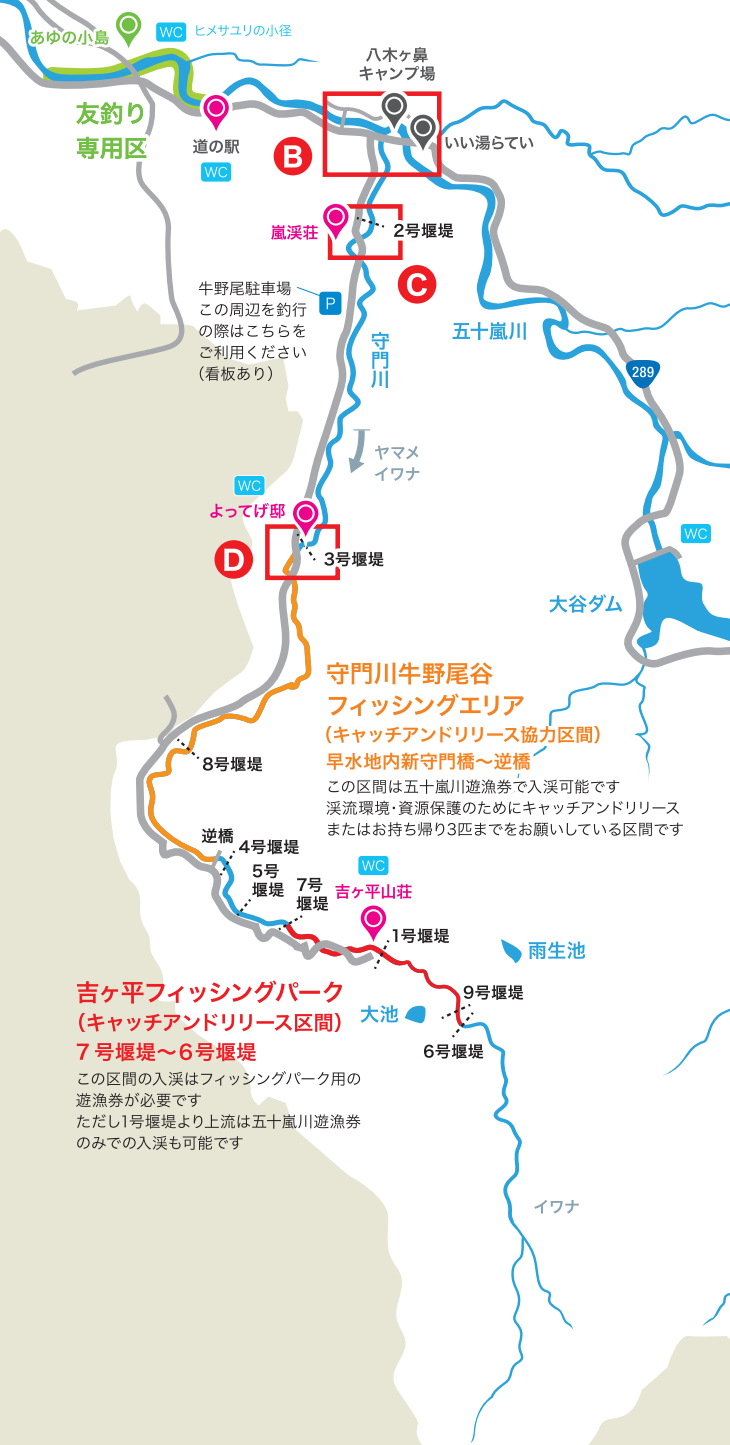 あゆの小島
WC
ヒメサユリの小径
友釣り
専用区
道の駅
WC
八木ヶ鼻
キャンプ場
いい湯らてい
B
嵐渓荘
2号堰堤
C
牛野尾駐車場
この周辺を釣行
の際はこちらを
ご利用ください
（看板あり）
P
守門川
五十嵐川
289
ヤマメ
イワナ
WC
よってげ邸
D
3号堰堤
WC
大谷ダム
守門川牛野尾谷
フィッシングエリア
（キャッチアンドリリース協力区間）
早水地内新守門橋〜逆橋
この区間は五十嵐川遊漁券で入渓可能です
渓流環境・資源保護のためにキャッチアンドリリース
またはお持ち帰り3匹までをお願いしている区間です
8号堰堤
逆橋
4号堰堤
5号
堰堤
7号
堰堤
WC
吉ヶ平山荘
1号堰堤
雨生池
大池
9号堰堤
6号堰堤
吉ヶ平フィッシングパーク
（キャッチアンドリリース区間）
７号堰堤〜６号堰堤
この区間の入渓はフィッシングパーク用の
遊漁券が必要です
ただし1号堰堤より上流は五十嵐川遊漁券
のみでの入渓も可能です
イワナ